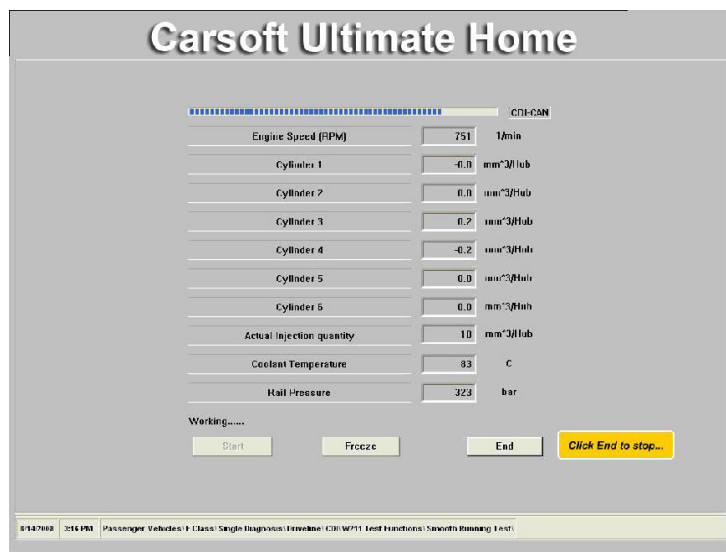 Carsoft Ultimate Home
CDI-CAN
Engine Speed (RPM) 751 1/min
Cylinder 1 -0.0 mm^3/Hub
Cylinder 2 0.0 mm^3/Hub
Cylinder 3 0.2 mm^3/Hub
Cylinder 4 -0.2 mm^3/Hub
Cylinder 5 0.0 mm^3/Hub
Cylinder 6 0.0 mm^3/Hub
Actual Injection quantity 10 mm^3/Hub
Coolant Temperature 83 C
Rail Pressure 323 bar
Working......
Start Freeze End Click End to stop...
8/14/2008 3:16 PM Passenger Vehicles\E Class\Single Diagnosis\Driveline\CDI\W211 Test Functions\Smooth Running Test\